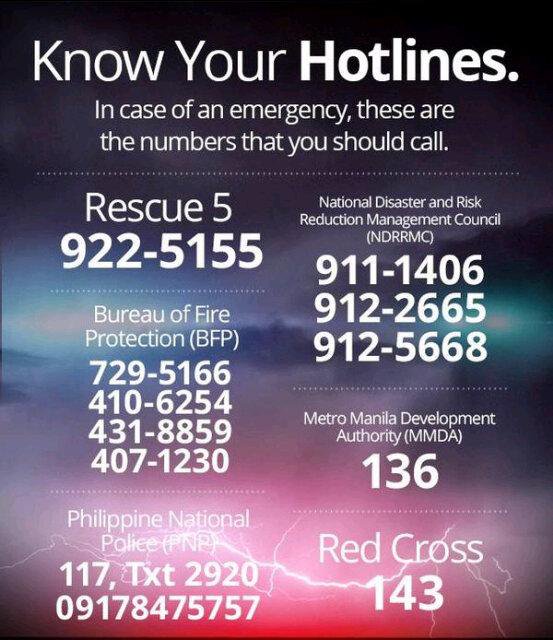 Know Your Hotlines.
In case of an emergency, these are
the numbers that you should call.
Rescue 5
922-5155
Bureau of Fire
Protection (BFP)
729-5166
410-6254
431-8859
407-1230
Philippine National
Police (PNP)
117, Txt 2920
09178475757
National Disaster and Risk
Reduction Management Council
(NDRRMC)
911-1406
912-2665
912-5668
Metro Manila Development
Authority (MMDA)
136
Red Cross
143